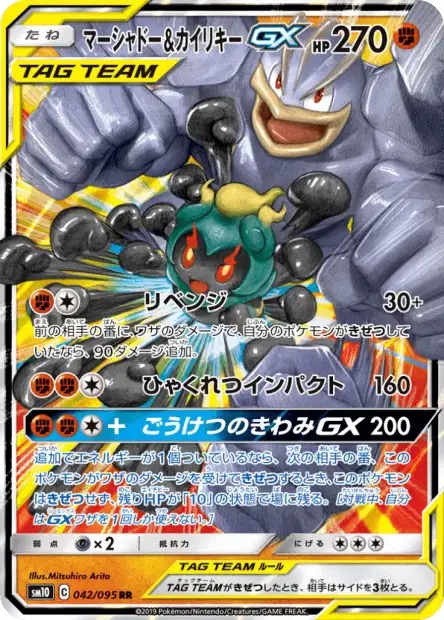 たね マーシャドー&カイリキーGX HP270
TAG TEAM
リベンジ 30+
前の相手の番に、ワザのダメージで、自分のポケモンがきぜつして
いたなら、90ダメージ追加。
ひゃくれつインパクト 160
+ ごうけつのきわみGX 200
追加でエネルギーが1個ついているなら、次の相手の番、この
ポケモンがワザのダメージを受けてきぜつするとき、このポケモン
はきぜつせず、残りHPが「10」の状態で場に残る。[対戦中、自分
はGXワザを1回しか使えない。]
弱点 ×2 抵抗力 にげる
Illus.Mitsuhiro Arita
TAG TEAM ルール
TAG TEAMがきぜつしたとき、相手はサイドを3枚とる。
sm10 C 042/095 RR
©2019 Pokémon/Nintendo/Creatures/GAME FREAK.